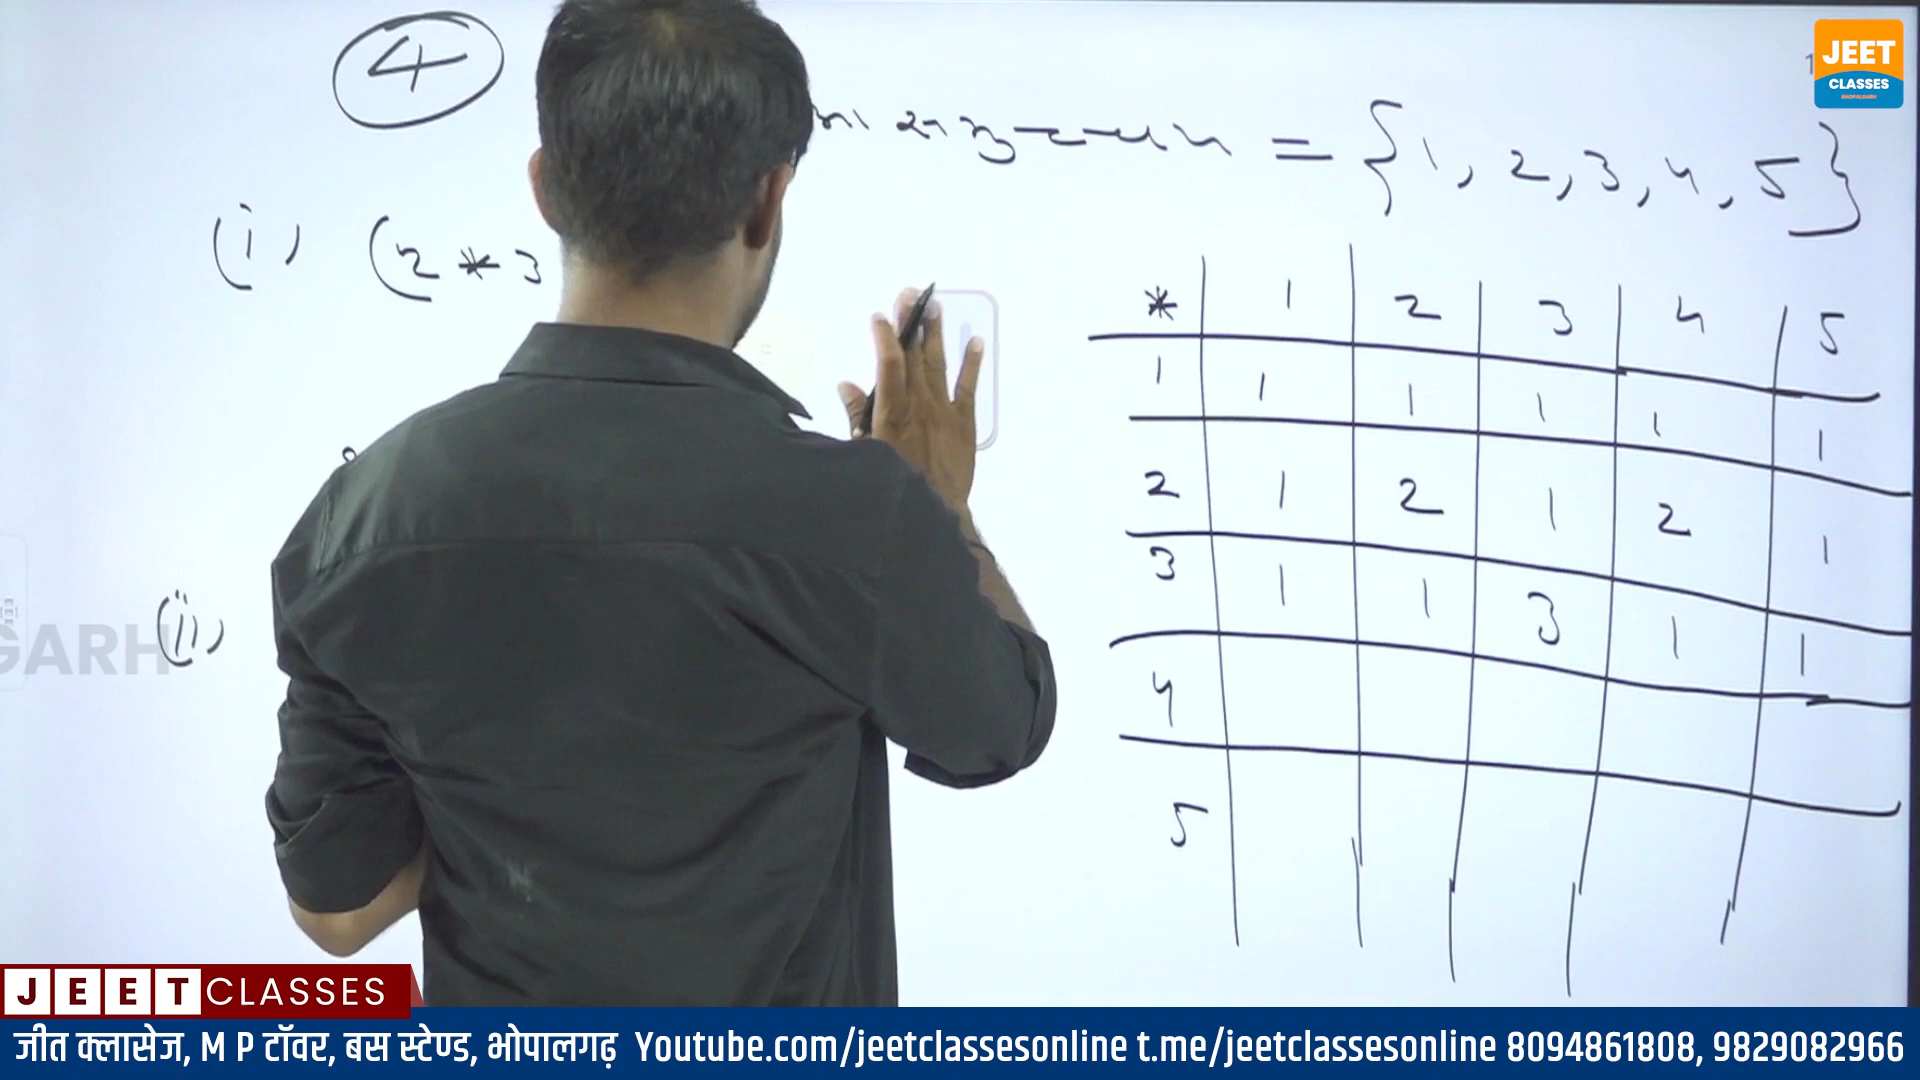 4
= {1, 2, 3, 4, 5}
(i) (2 * 3
* 1 2 3 4 5
1 1 1 1 1 1
2 1 2 1 2 1
3 1 1 3 1 1
(ii)
4
5
GARH
JEET
CLASSES
JEET CLASSES
जीत क्लासेज, M P टॉवर, बस स्टेण्ड, भोपालगढ़ Youtube.com/jeetclassesonline t.me/jeetclassesonline 8094861808, 9829082966